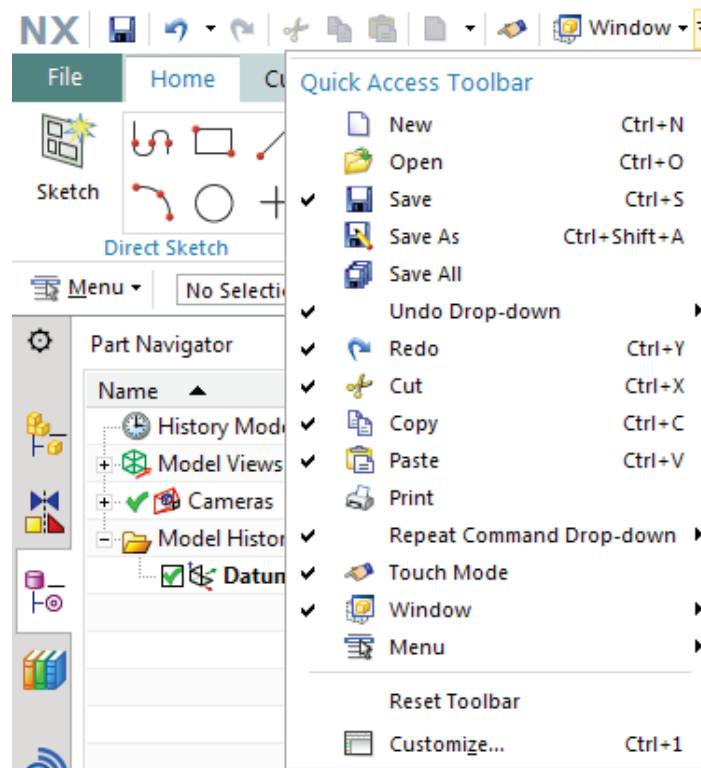 NX Window
File Home Cu
Quick Access Toolbar
New Ctrl+N
Open Ctrl+O
Sketch
Save Ctrl+S
Save As Ctrl+Shift+A
Direct Sketch
Save All
Menu No Selecti
Undo Drop-down
Part Navigator
Redo Ctrl+Y
Name
Cut Ctrl+X
History Mod
Copy Ctrl+C
Model Views
Paste Ctrl+V
Cameras
Print
Model Histor
Repeat Command Drop-down
Datun
Touch Mode
Window
Menu
Reset Toolbar
Customize... Ctrl+1